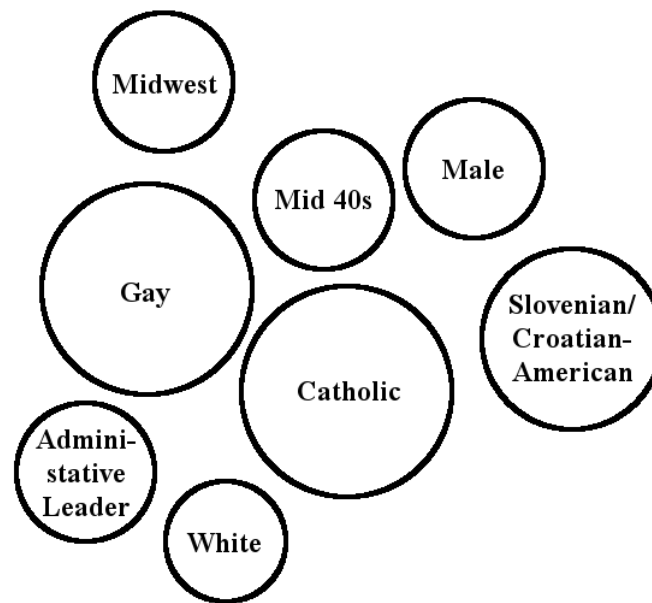 Midwest
Mid 40s
Male
Gay
Slovenian/
Croatian-
American
Catholic
Admini-
stative
Leader
White